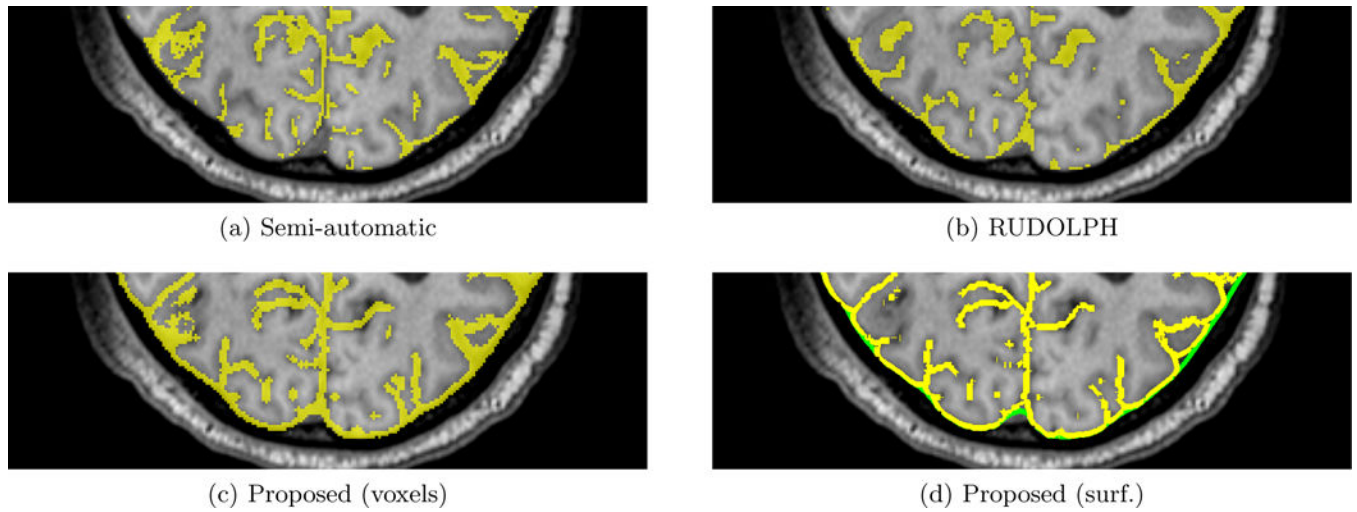 (a) Semi-automatic
(b) RUDOLPH
(c) Proposed (voxels)
(d) Proposed (surf.)